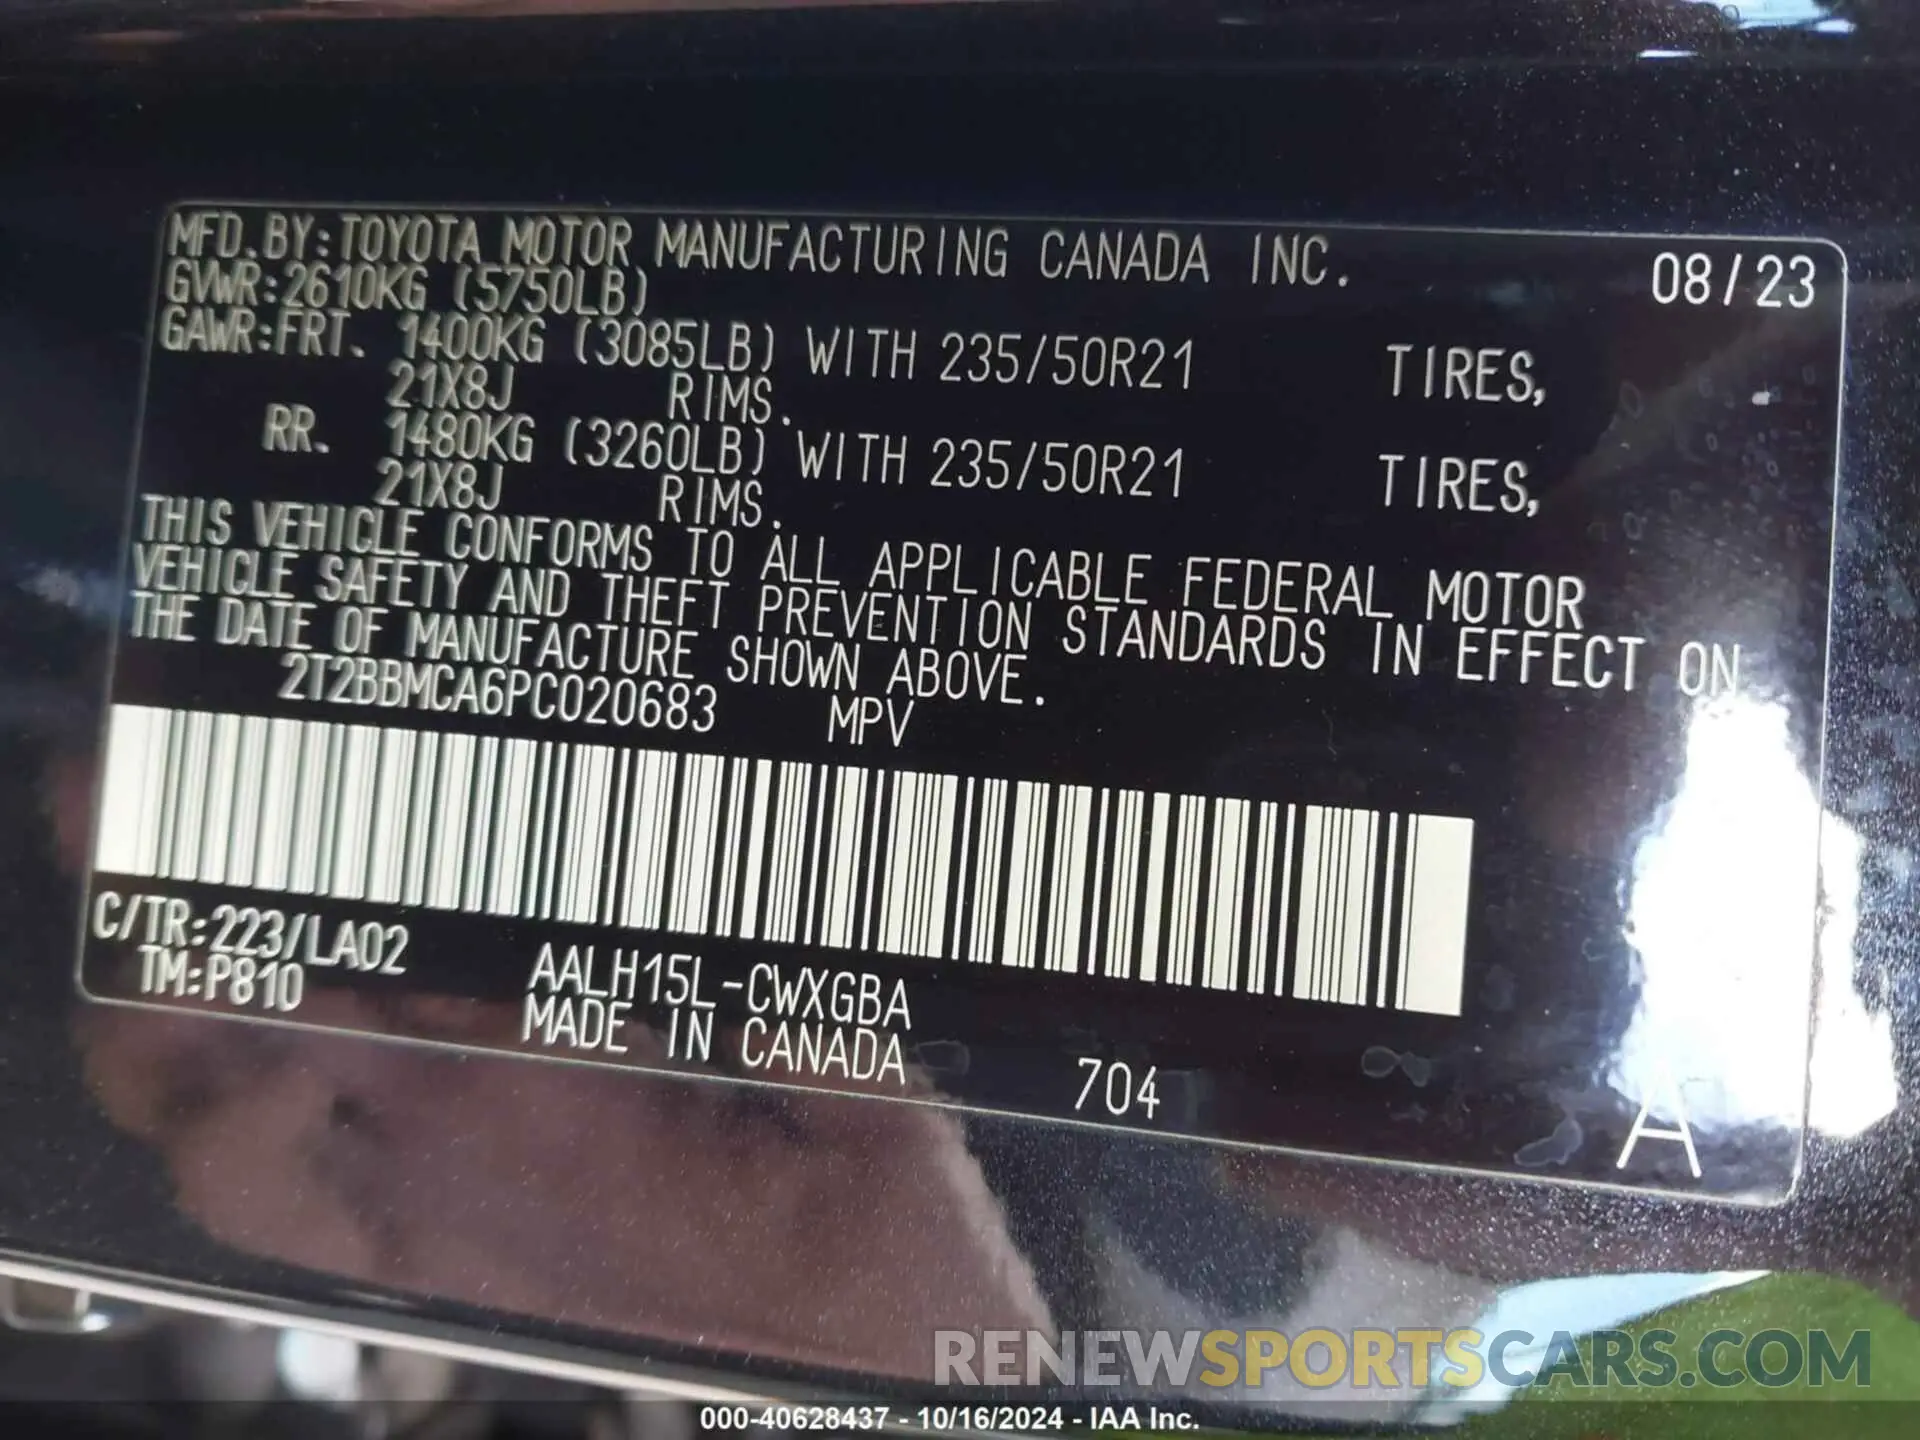 MFD.BY:TOYOTA MOTOR MANUFACTURING CANADA INC. 08/23
GVWR:2610KG (5750LB)
GAWR:FRT. 1400KG (3085LB) WITH 235/50R21 TIRES,
21X8J RIMS.
RR. 1480KG (3260LB) WITH 235/50R21 TIRES,
21X8J RIMS.
THIS VEHICLE CONFORMS TO ALL APPLICABLE FEDERAL MOTOR
VEHICLE SAFETY AND THEFT PREVENTION STANDARDS IN EFFECT ON
THE DATE OF MANUFACTURE SHOWN ABOVE.
2T2BBMCA6PC020683 MPV
C/TR:223/LA02 AALH15L-CWXGBA
TM:P810 MADE IN CANADA 704
A
RENEWSPORTSCARS.COM
000-40628437 - 10/16/2024 - IAA Inc.